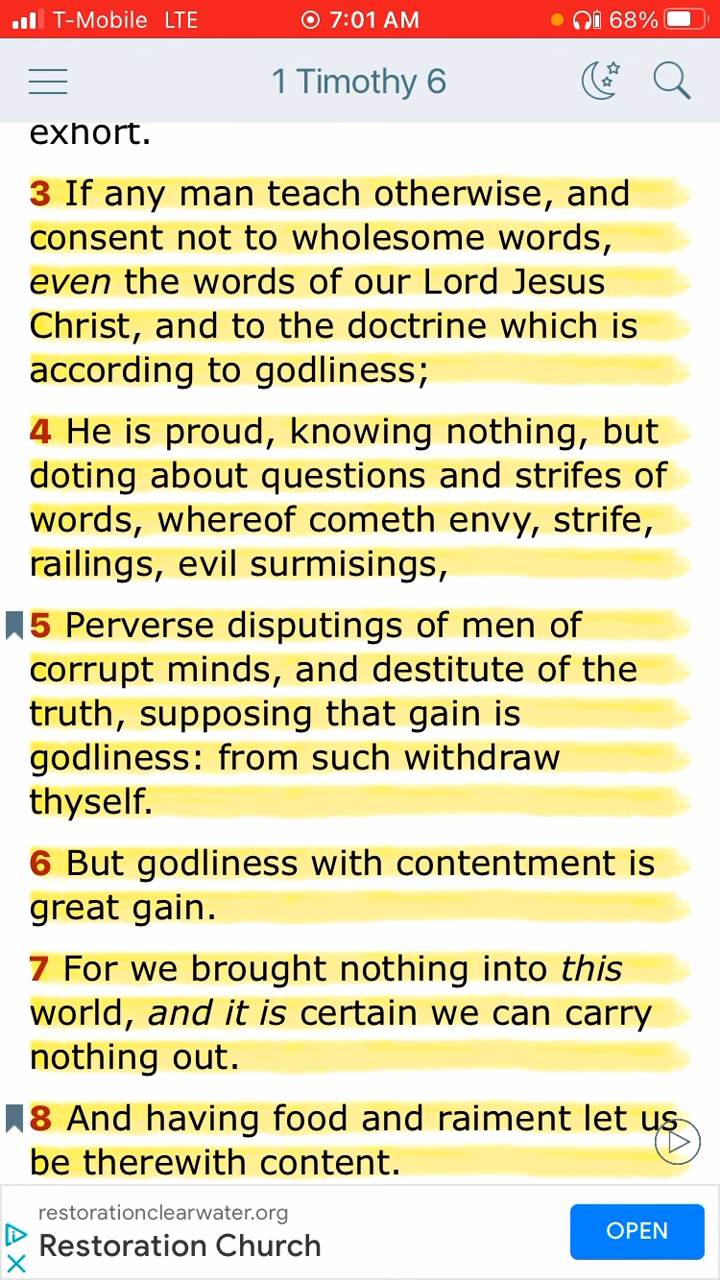 T-Mobile LTE 7:01 AM 68%
1 Timothy 6
exhort.
3 If any man teach otherwise, and
consent not to wholesome words,
even the words of our Lord Jesus
Christ, and to the doctrine which is
according to godliness;
4 He is proud, knowing nothing, but
doting about questions and strifes of
words, whereof cometh envy, strife,
railings, evil surmisings,
5 Perverse disputings of men of
corrupt minds, and destitute of the
truth, supposing that gain is
godliness: from such withdraw
thyself.
6 But godliness with contentment is
great gain.
7 For we brought nothing into this
world, and it is certain we can carry
nothing out.
8 And having food and raiment let us
be therewith content.
restorationclearwater.org
Restoration Church
OPEN